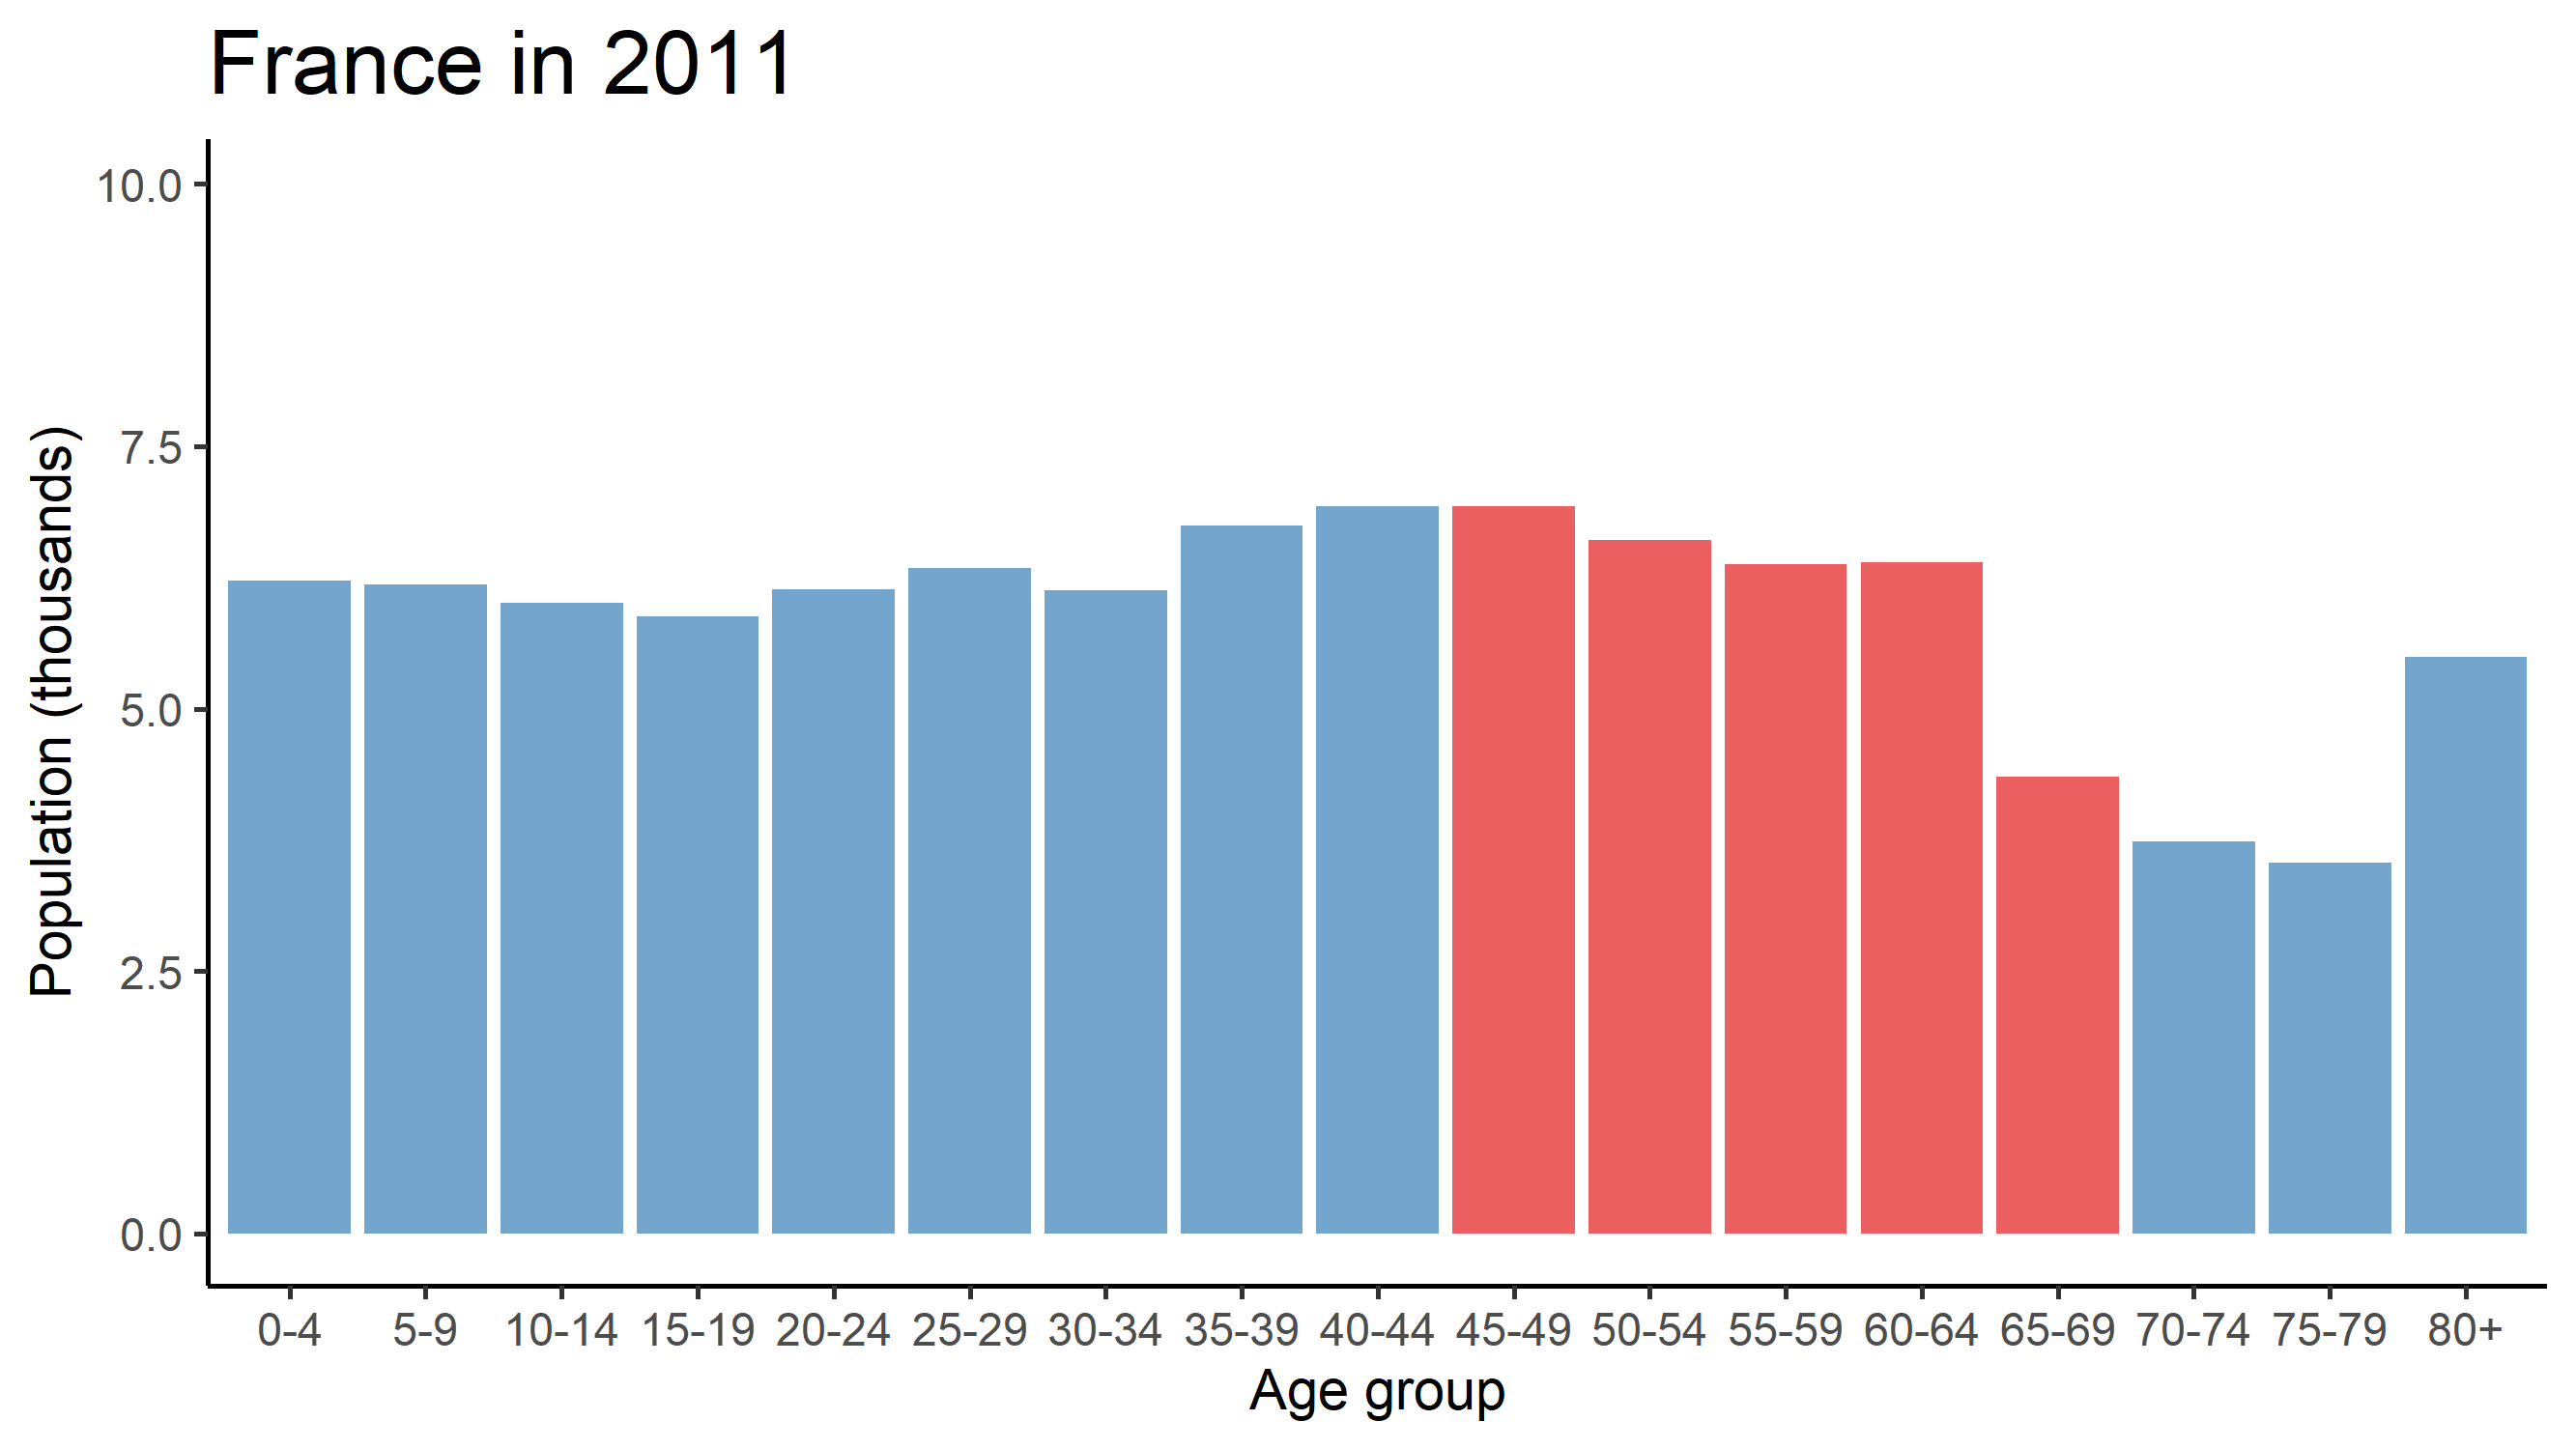 France in 2011
Population (thousands)
10.0
7.5
5.0
2.5
0.0
0-4 5-9 10-14 15-19 20-24 25-29 30-34 35-39 40-44 45-49 50-54 55-59 60-64 65-69 70-74 75-79 80+
Age group